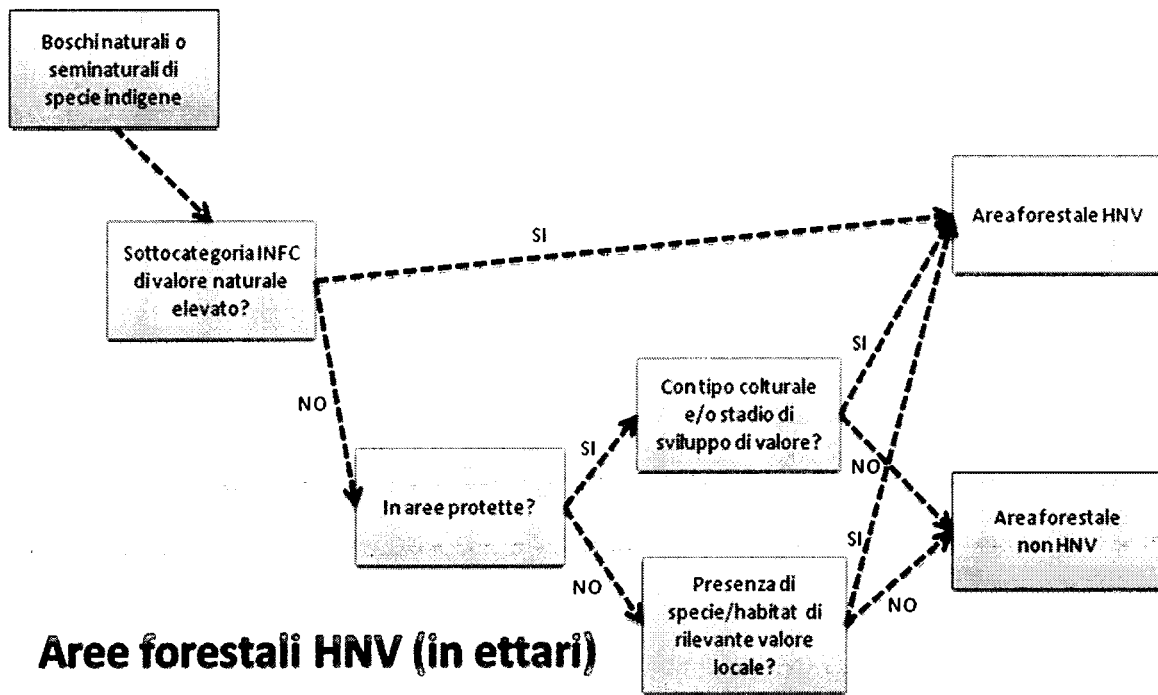 Boschi naturali o
seminaturali di
specie indigene
Sottocategoria INFC
di valore naturale
elevato?
SI
Area forestale HNV
NO
In aree protette?
SI
Con tipo colturale
e/o stadio di
sviluppo di valore?
SI
NO
NO
Presenza di
specie/habitat di
rilevante valore
locale?
SI
NO
Area forestale
non HNV
Aree forestali HNV (in ettari)